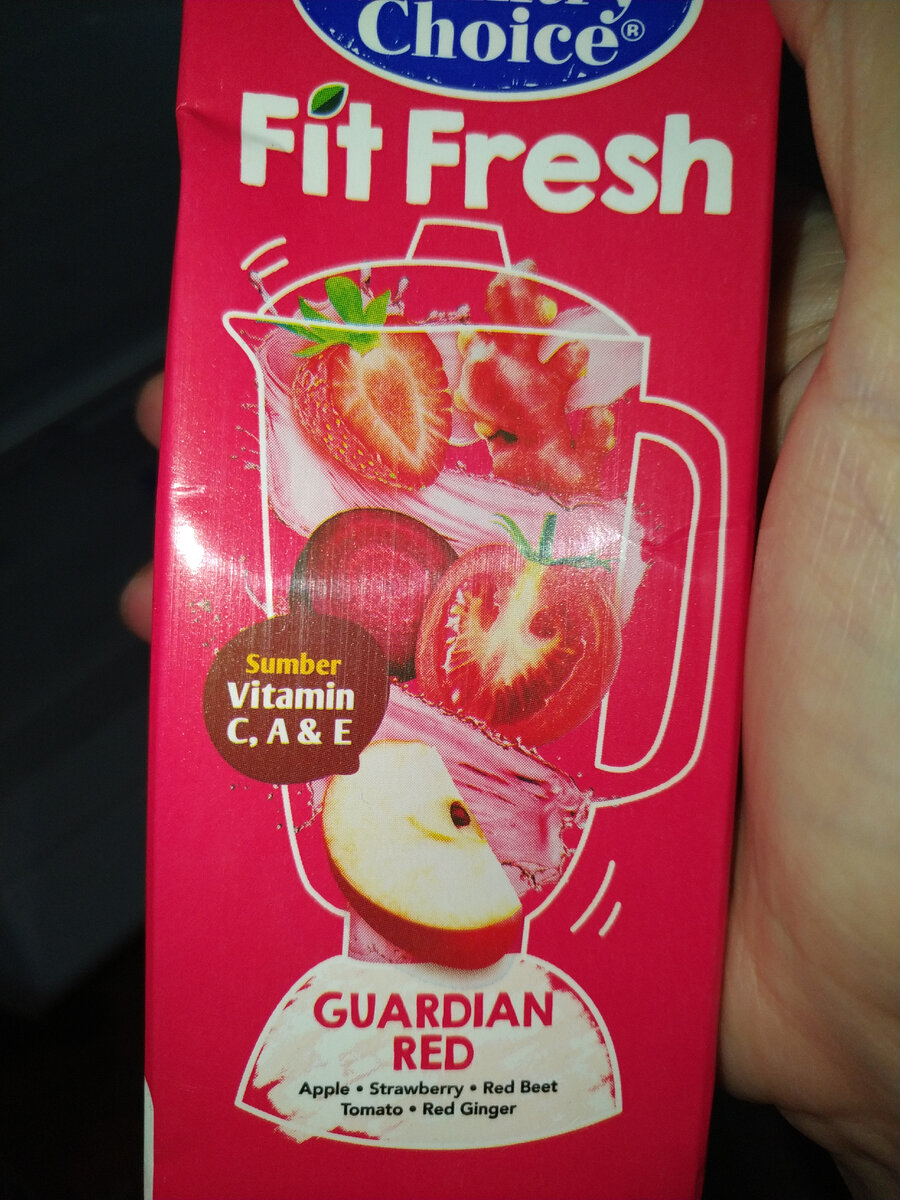 Choice®
Fit Fresh
Sumber
Vitamin
C, A & E
GUARDIAN
RED
Apple • Strawberry • Red Beet
Tomato • Red Ginger